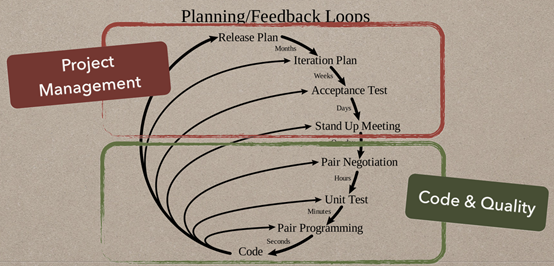 Planning/Feedback Loops
Release Plan
Months
Iteration Plan
Weeks
Acceptance Test
Days
Stand Up Meeting
Pair Negotiation
Hours
Unit Test
Minutes
Pair Programming
Seconds
Code
Project
Management
Code & Quality